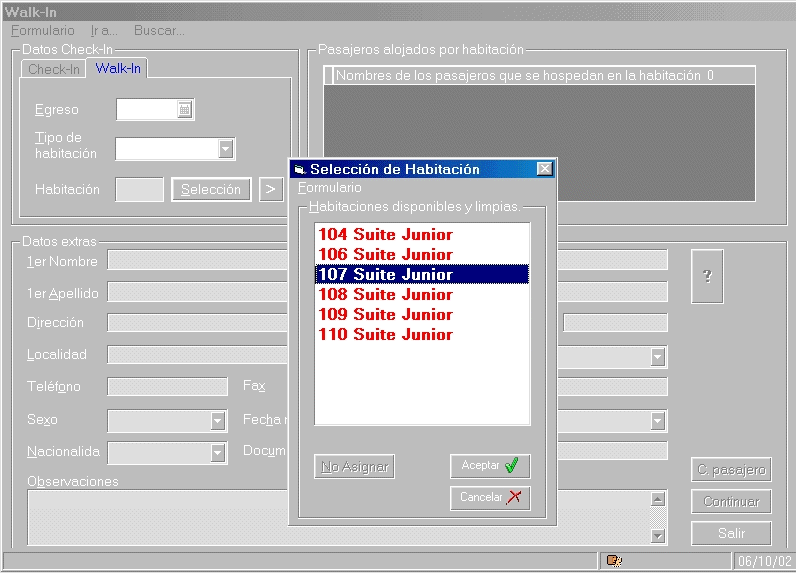 Walk-In
Formulario Ir a... Buscar...
Datos Check-In
Check-In Walk-In
Egreso
Tipo de
habitación
Habitación Selección >
Pasajeros alojados por habitación
Nombres de los pasajeros que se hospedan en la habitación 0
Selección de Habitación
Formulario
Habitaciones disponibles y limpias.
104 Suite Junior
106 Suite Junior
107 Suite Junior
108 Suite Junior
109 Suite Junior
110 Suite Junior
No Asignar
Aceptar
Cancelar
Datos extras
1er Nombre
1er Apellido
Dirección
Localidad
Teléfono Fax
Sexo Fecha
Nacionalida Docum
Observaciones
?
C. pasajero
Continuar
Salir
06/10/02